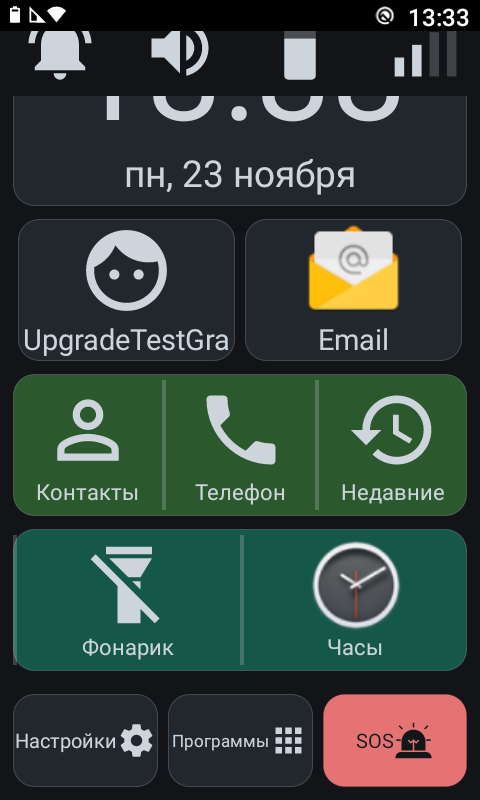 13:33
пн, 23 ноября
UpgradeTestGra
Email
Контакты
Телефон
Недавние
Фонарик
Часы
Настройки
Программы
SOS